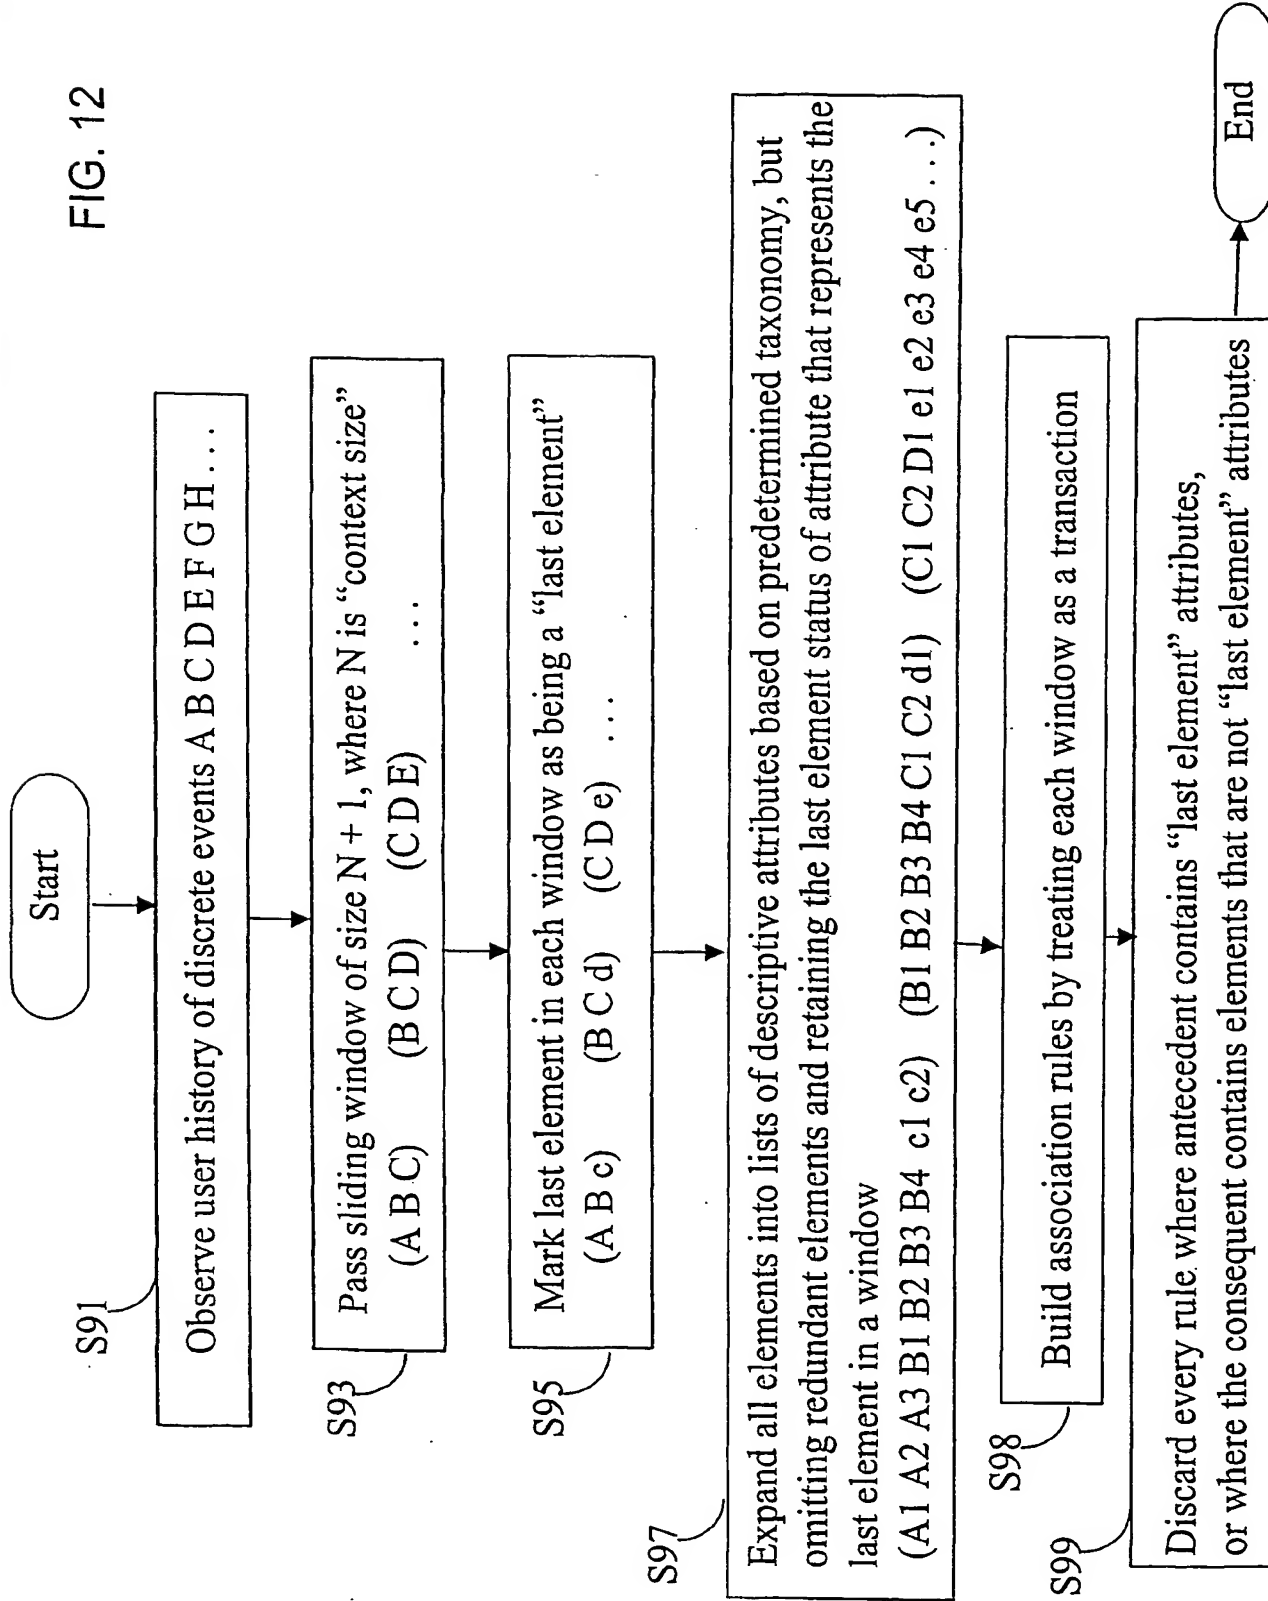 FIG. 12
Start
S91
Observe user history of discrete events A B C D E F G H . . .
S93
Pass sliding window of size N + 1, where N is “context size”
(A B C) (B C D) (C D E) . . .
S95
Mark last element in each window as being a “last element”
(A B c) (B C d) (C D e) . . .
S97
Expand all elements into lists of descriptive attributes based on predetermined taxonomy, but
omitting redundant elements and retaining the last element status of attribute that represents the
last element in a window
(A1 A2 A3 B1 B2 B3 B4 c1 c2) (B1 B2 B3 B4 C1 C2 d1) (C1 C2 D1 e1 e2 e3 e4 e5 . . .)
S98
Build association rules by treating each window as a transaction
S99
Discard every rule where antecedent contains “last element” attributes,
or where the consequent contains elements that are not “last element” attributes
End